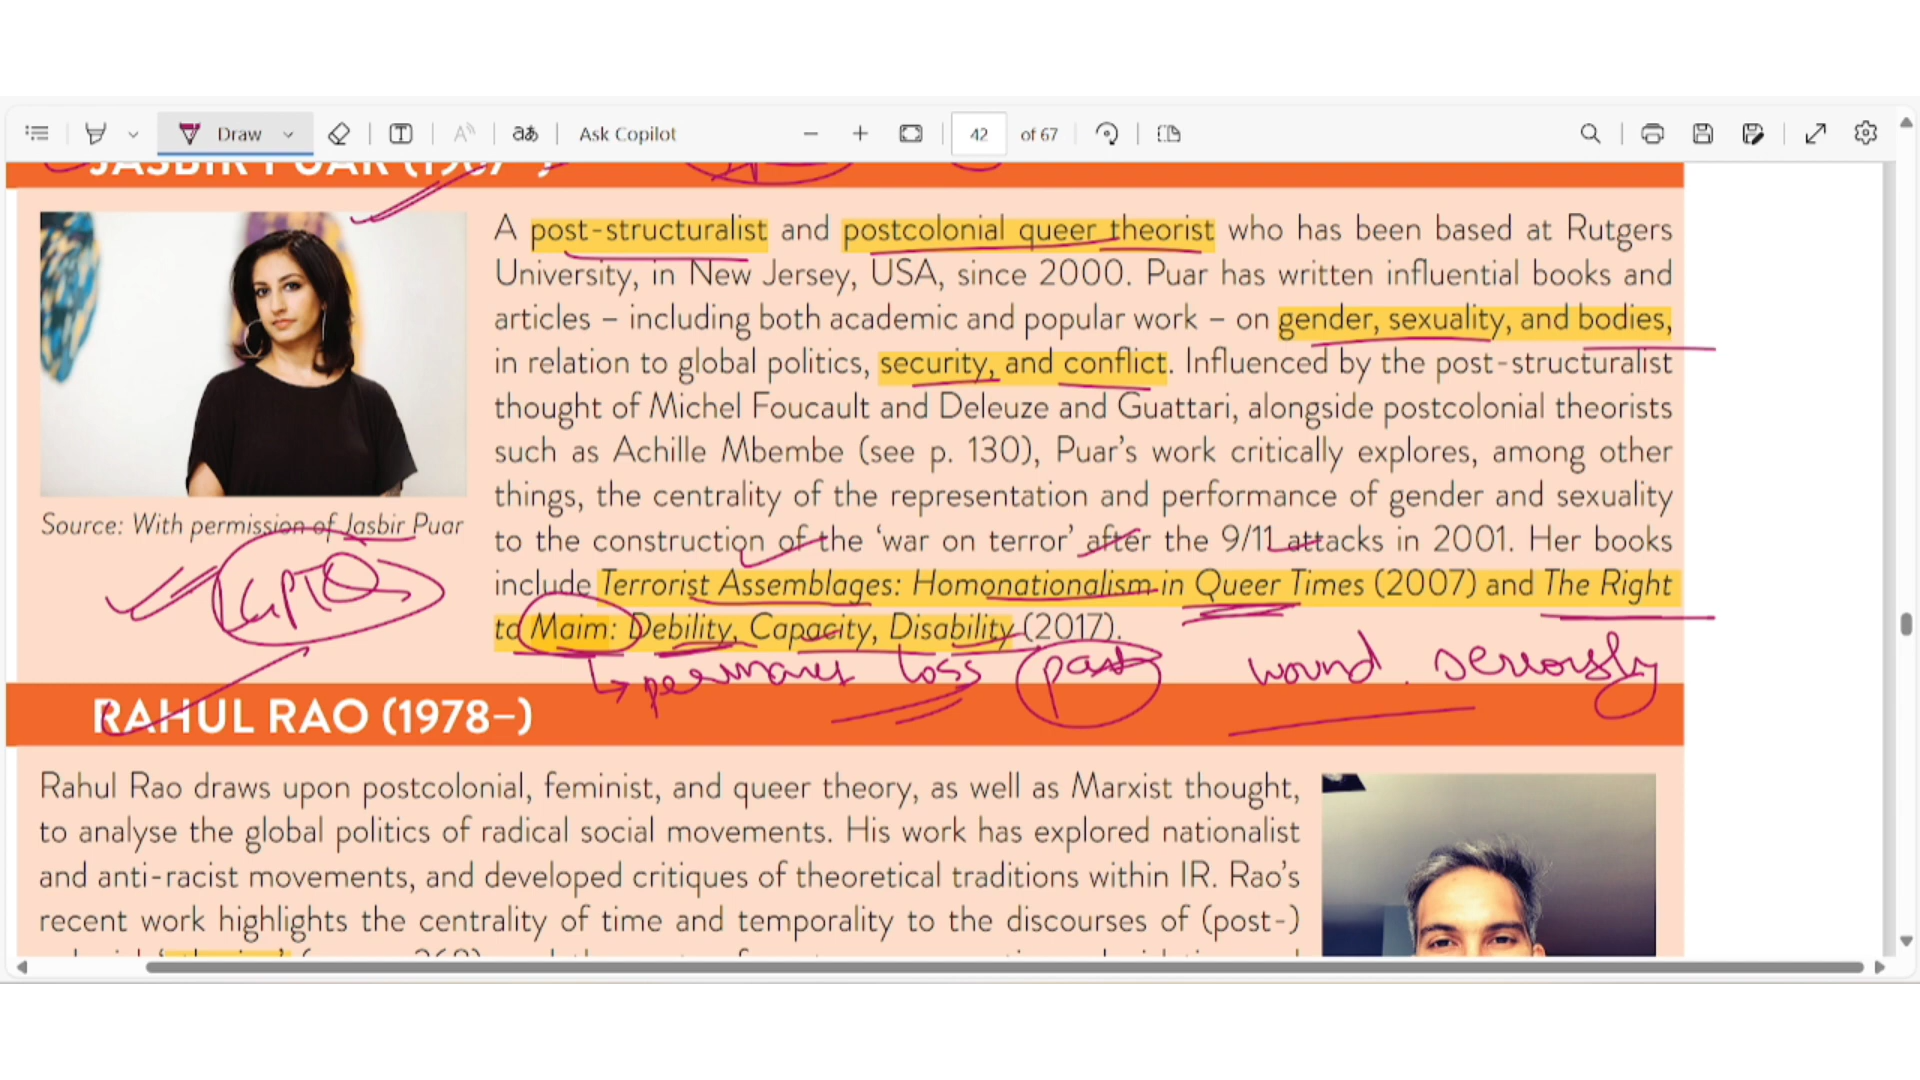 Draw
Ask Copilot
42 of 67
JASBIR PUAR (1967–)
A post-structuralist and postcolonial queer theorist who has been based at Rutgers
University, in New Jersey, USA, since 2000. Puar has written influential books and
articles – including both academic and popular work – on gender, sexuality, and bodies,
in relation to global politics, security, and conflict. Influenced by the post-structuralist
thought of Michel Foucault and Deleuze and Guattari, alongside postcolonial theorists
such as Achille Mbembe (see p. 130), Puar’s work critically explores, among other
things, the centrality of the representation and performance of gender and sexuality
to the construction of the ‘war on terror’ after the 9/11 attacks in 2001. Her books
include Terrorist Assemblages: Homonationalism in Queer Times (2007) and The Right
to Maim: Debility, Capacity, Disability (2017).
Source: With permission of Jasbir Puar
loss part wound seriously
RAHUL RAO (1978–)
Rahul Rao draws upon postcolonial, feminist, and queer theory, as well as Marxist thought,
to analyse the global politics of radical social movements. His work has explored nationalist
and anti-racist movements, and developed critiques of theoretical traditions within IR. Rao’s
recent work highlights the centrality of time and temporality to the discourses of (post-)